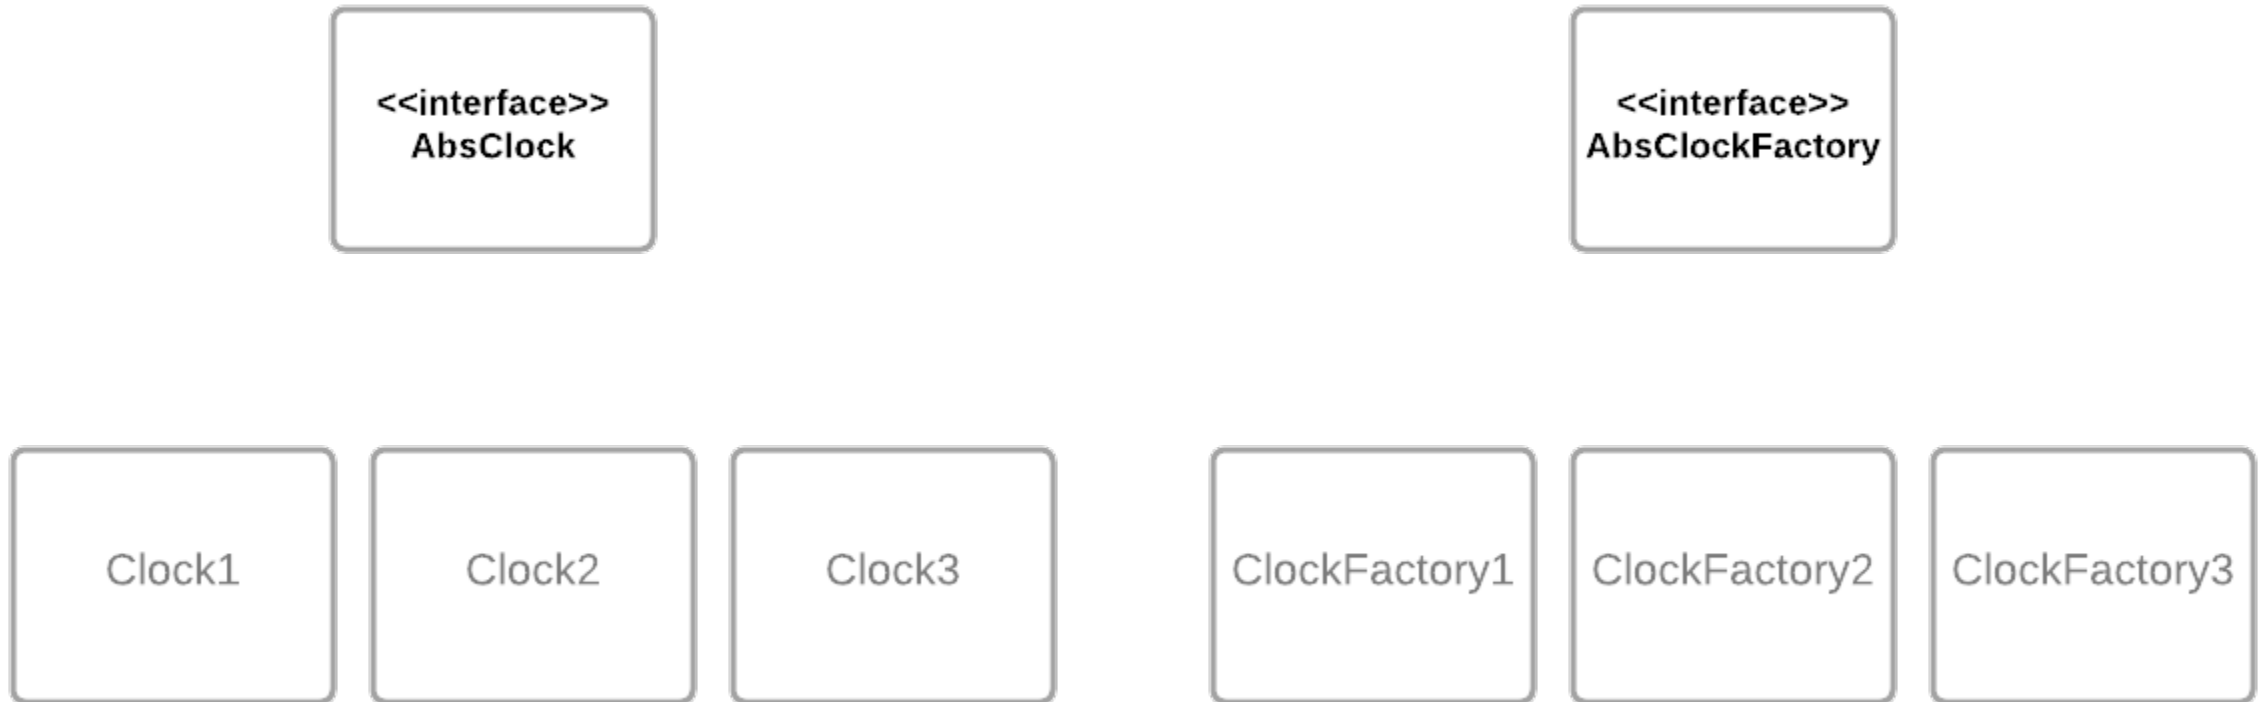 <<interface>>
AbsClock
<<interface>>
AbsClockFactory
Clock1
Clock2
Clock3
ClockFactory1
ClockFactory2
ClockFactory3